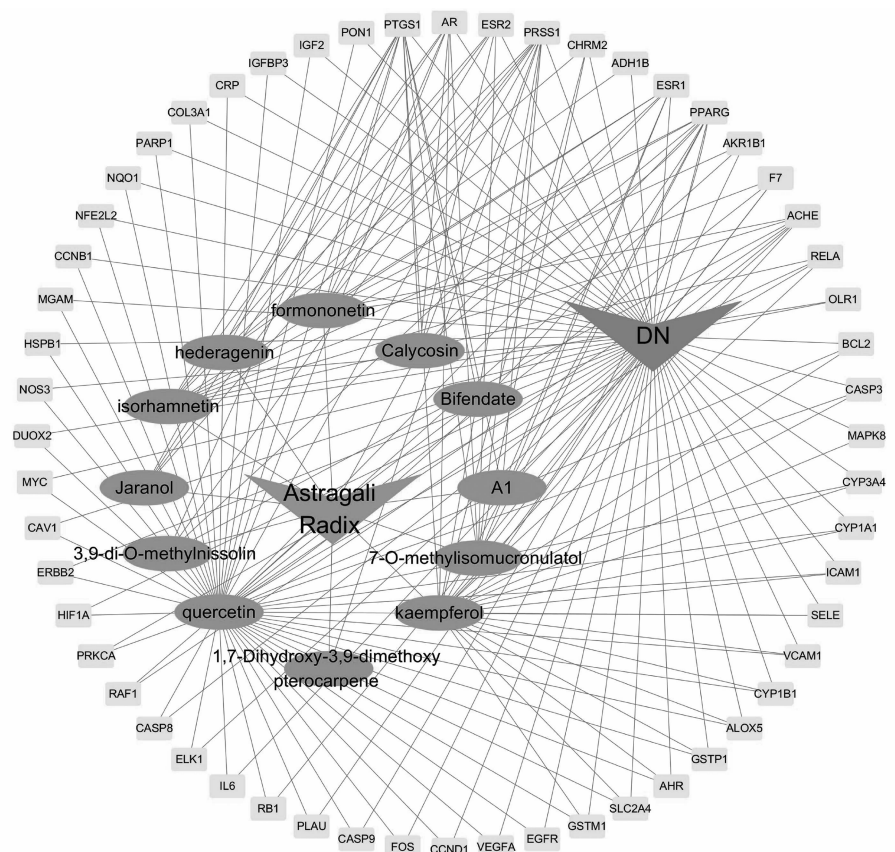 AR
PTGS1
ESR2
PON1
PRSS1
IGF2
CHRM2
IGFBP3
ADH1B
CRP
ESR1
COL3A1
PPARG
PARP1
AKR1B1
NQO1
F7
NFE2L2
ACHE
CCNB1
RELA
MGAM
OLR1
formononetin
DN
HSPB1
hederagenin
Calycosin
BCL2
NOS3
isorhamnetin
Bifendate
CASP3
DUOX2
MAPK8
MYC
Jaranol
Astragali
Radix
A1
CYP3A4
CAV1
CYP1A1
3,9-di-O-methylnissolin
7-O-methylisomucronulatol
ERBB2
ICAM1
HIF1A
quercetin
kaempferol
SELE
PRKCA
1,7-Dihydroxy-3,9-dimethoxy
pterocarpene
VCAM1
RAF1
CYP1B1
CASP8
ALOX5
ELK1
GSTP1
IL6
AHR
RB1
SLC2A4
PLAU
GSTM1
CASP9
EGFR
FOS
VEGFA
CCND1